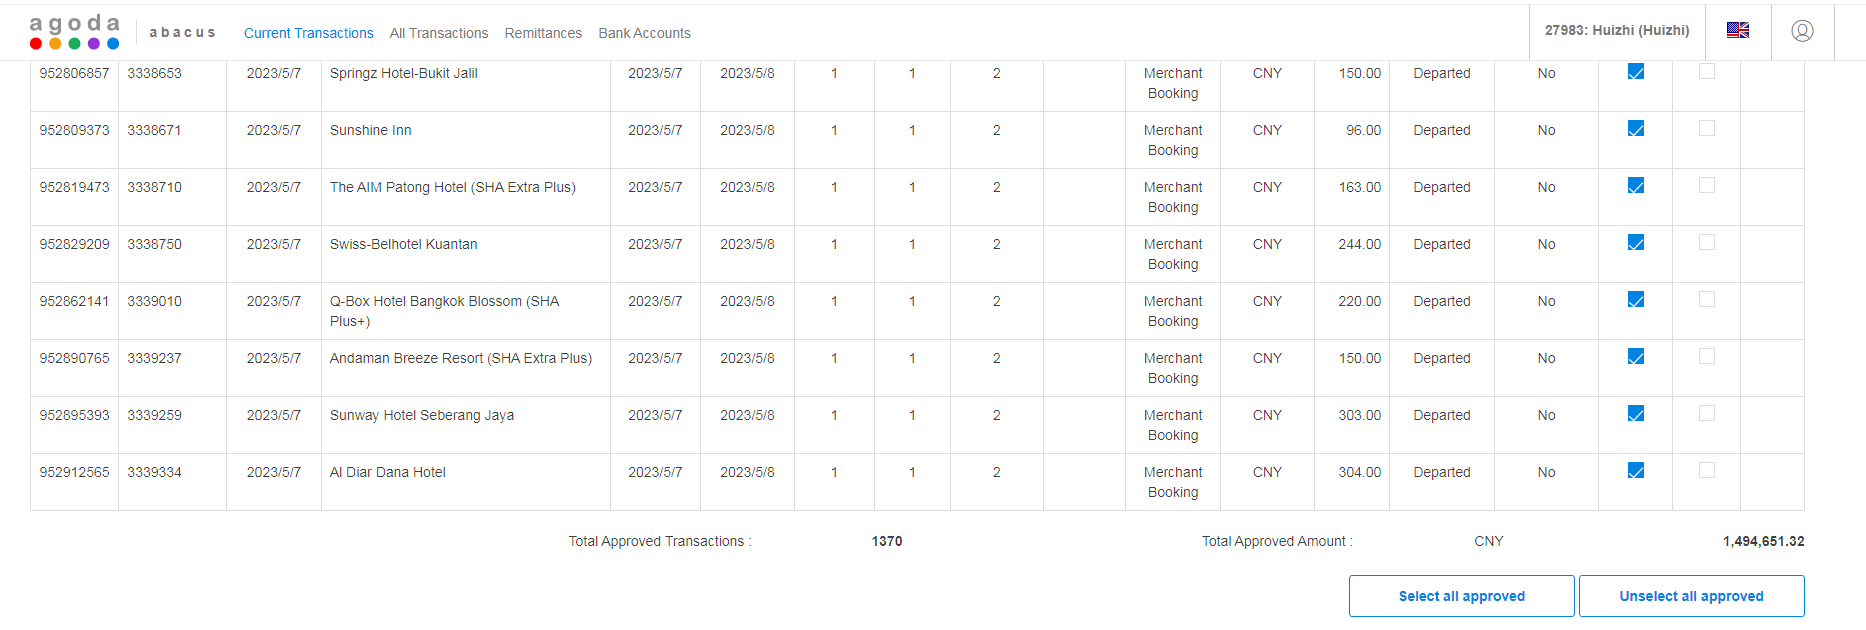 agoda abacus Current Transactions All Transactions Remittances Bank Accounts 27983: Huizhi (Huizhi)
952806857 3338653 2023/5/7 Springz Hotel-Bukit Jalil 2023/5/7 2023/5/8 1 1 2 Merchant CNY 150.00 Departed No
Booking
952809373 3338671 2023/5/7 Sunshine Inn 2023/5/7 2023/5/8 1 1 2 Merchant CNY 96.00 Departed No
Booking
952819473 3338710 2023/5/7 The AIM Patong Hotel (SHA Extra Plus) 2023/5/7 2023/5/8 1 1 2 Merchant CNY 163.00 Departed No
Booking
952829209 3338750 2023/5/7 Swiss-Belhotel Kuantan 2023/5/7 2023/5/8 1 1 2 Merchant CNY 244.00 Departed No
Booking
952862141 3339010 2023/5/7 Q-Box Hotel Bangkok Blossom (SHA 2023/5/7 2023/5/8 1 1 2 Merchant CNY 220.00 Departed No
Plus+) Booking
952890765 3339237 2023/5/7 Andaman Breeze Resort (SHA Extra Plus) 2023/5/7 2023/5/8 1 1 2 Merchant CNY 150.00 Departed No
Booking
952895393 3339259 2023/5/7 Sunway Hotel Seberang Jaya 2023/5/7 2023/5/8 1 1 2 Merchant CNY 303.00 Departed No
Booking
952912565 3339334 2023/5/7 Al Diar Dana Hotel 2023/5/7 2023/5/8 1 1 2 Merchant CNY 304.00 Departed No
Booking
Total Approved Transactions : 1370 Total Approved Amount : CNY 1,494,651.32
Select all approved Unselect all approved